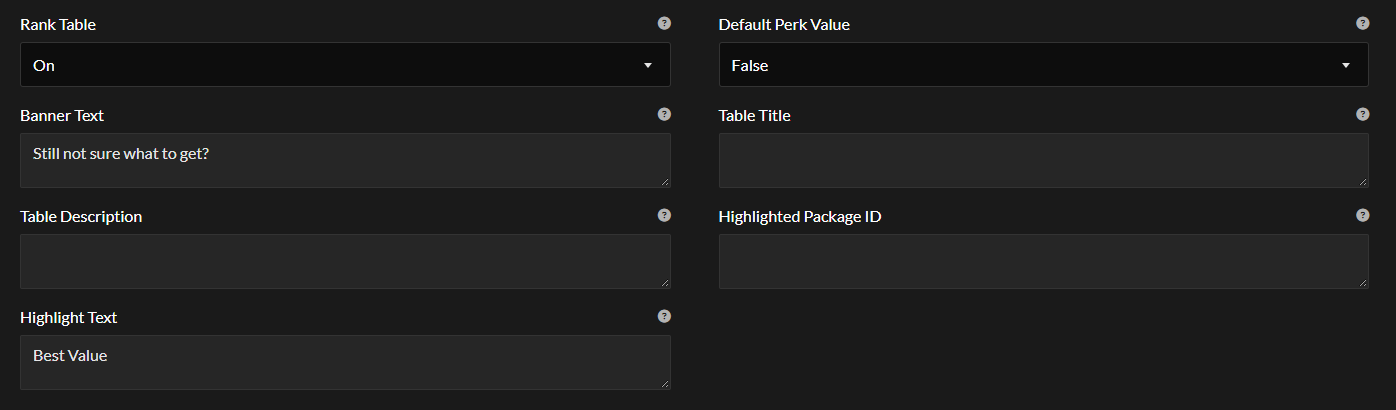 Rank Table
Default Perk Value
On
False
Banner Text
Table Title
Still not sure what to get?
Table Description
Highlighted Package ID
Highlight Text
Best Value